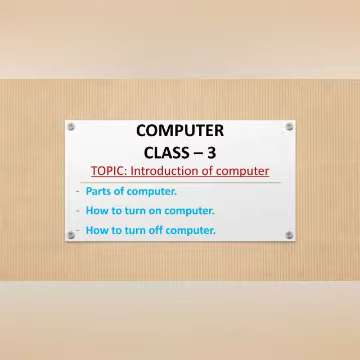 COMPUTER
CLASS – 3
TOPIC: Introduction of computer
- Parts of computer.
- How to turn on computer.
- How to turn off computer.